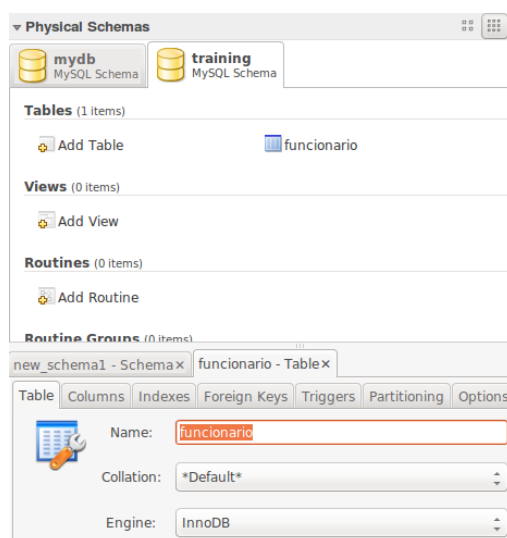 Physical Schemas
mydb
MySQL Schema
training
MySQL Schema
Tables (1 items)
Add Table
funcionario
Views (0 items)
Add View
Routines (0 items)
Add Routine
Routine Groups (0 items)
new_schema1 - Schema× funcionario - Table×
Table Columns Indexes Foreign Keys Triggers Partitioning Options
Name: funcionario
Collation: *Default*
Engine: InnoDB